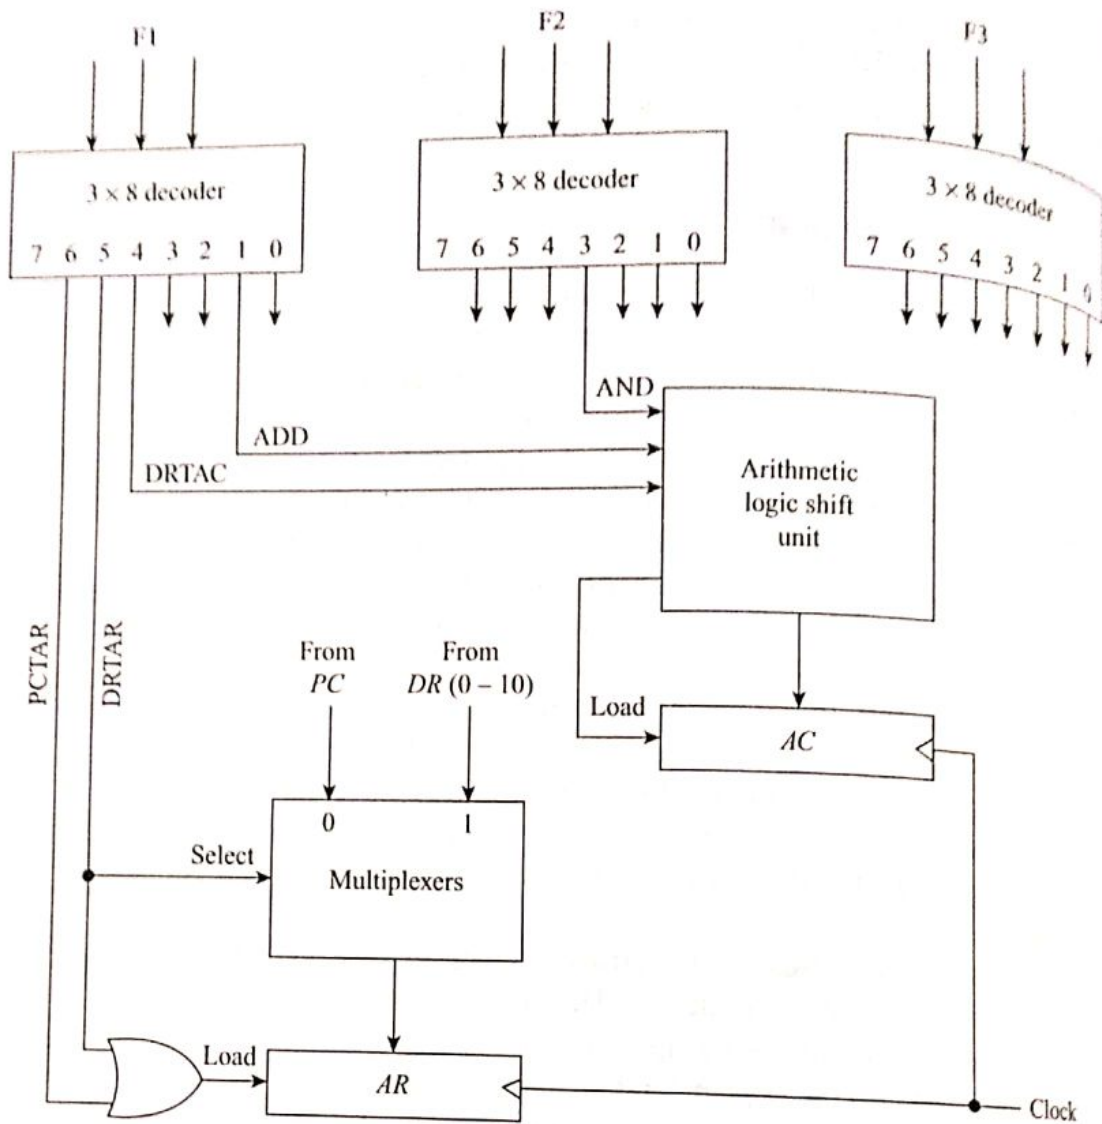 F1
F2
F3
3 × 8 decoder
7 6 5 4 3 2 1 0
3 × 8 decoder
7 6 5 4 3 2 1 0
3 × 8 decoder
7 6 5 4 3 2 1 0
AND
ADD
DRTAC
Arithmetic
logic shift
unit
PCTAR
DRTAR
From
PC
From
DR (0 – 10)
Load
AC
0
1
Select
Multiplexers
Load
AR
Clock